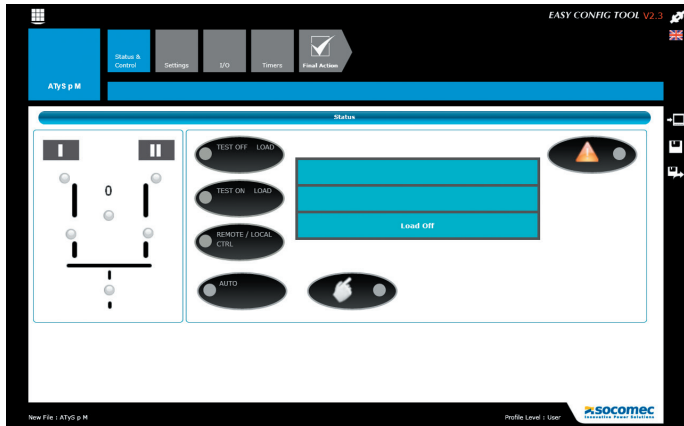 EASY CONFIG TOOL V2.3
Status &
Control
Settings
I/O
Timers
Final Action
ATyS p M
Status
I
II
0
TEST OFF LOAD
TEST ON LOAD
REMOTE / LOCAL
CTRL
AUTO
Load Off
New File : ATyS p M
Profile Level : User
socomec
Innovative Power Solutions